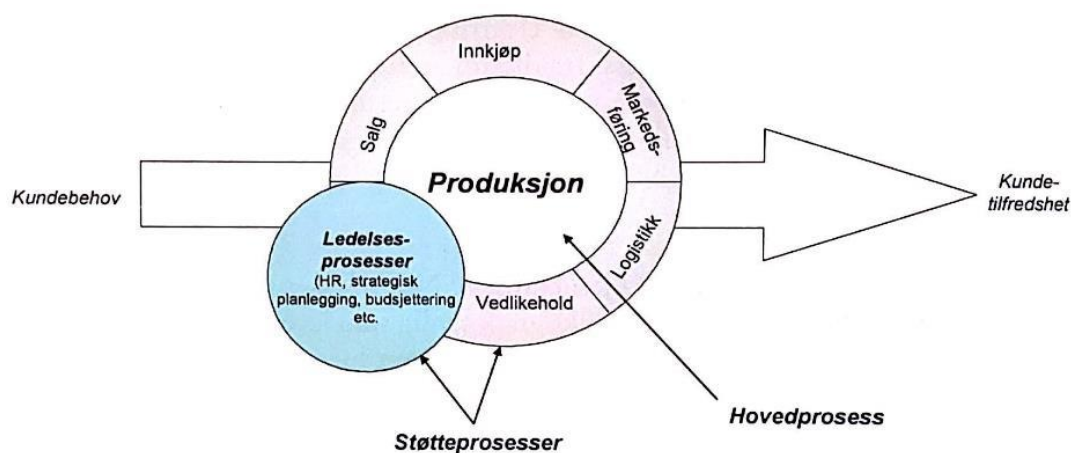 Innkjøp
Salg
Markeds-
føring
Produksjon
Kundebehov
Kunde-
tilfredshet
Ledelses-
prosesser
(HR, strategisk
planlegging, budsjettering
etc.
Logistikk
Vedlikehold
Hovedprosess
Støtteprosesser